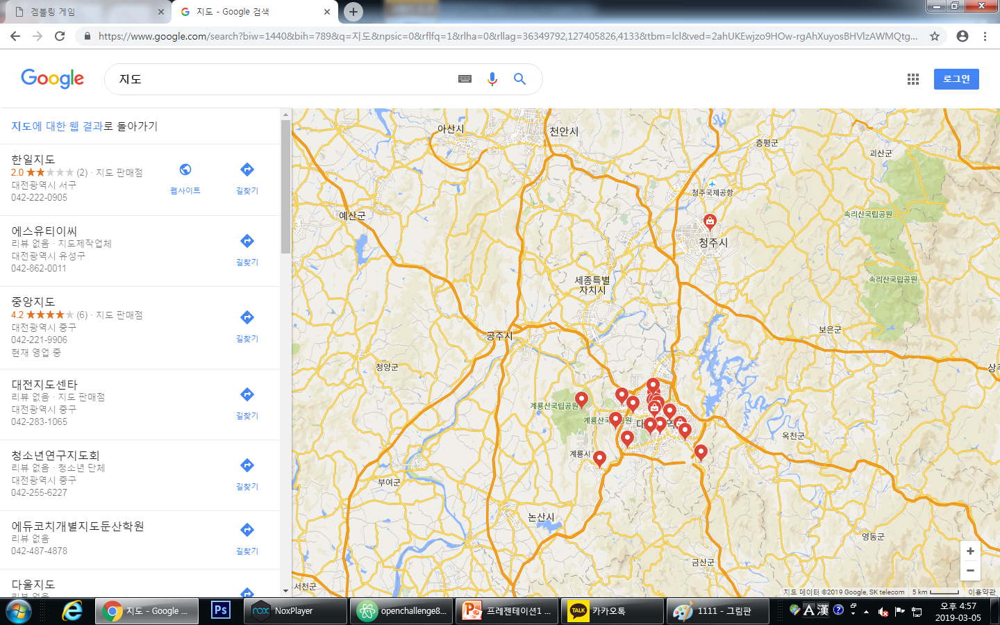 겜블링 게임
지도 - Google 검색
https://www.google.com/search?biw=1440&bih=789&q=지도&npsic=0&rflfq=1&rlha=0&rllag=36349792,127405826,4133&tbm=lcl&ved=2ahUKEwjzo9HOw-rgAhXuyosBHVlzAWMQtg...
Google
지도
로그인
지도에 대한 웹 결과로 돌아가기
한일지도
2.0 (2) · 지도 판매점
대전광역시 서구
042-222-0905
웹사이트
길찾기
에스유티이씨
리뷰 없음 · 지도제작업체
대전광역시 유성구
042-862-0011
길찾기
중앙지도
4.2 (6) · 지도 판매점
대전광역시 중구
042-221-9906
현재 영업 중
길찾기
대전지도센타
리뷰 없음 · 지도 판매점
대전광역시 중구
042-283-1065
길찾기
청소년연구지도회
리뷰 없음 · 청소년 단체
대전광역시 중구
042-255-6227
길찾기
에듀코치개별지도둔산학원
리뷰 없음
042-487-4878
길찾기
다울지도
리뷰 없음
아산시
천안시
증평군
괴산군
청주국제공항
예산군
속리산국립공원
청주시
세종특별
자치시
속리산국립공원
공주시
보은군
청양군
상주
계룡산국립공원
계룡산국립공원
옥천군
계룡시
부여군
논산시
영동군
금산군
서천군
지도 데이터 ©2019 Google, SK telecom
5 km
이용약관
지도 - Google ...
Ps
nox
NoxPlayer
openchallenge8...
프레젠테이션1 ...
TALK
카카오톡
1111 - 그림판
A
漢
오후 4:57
2019-03-05